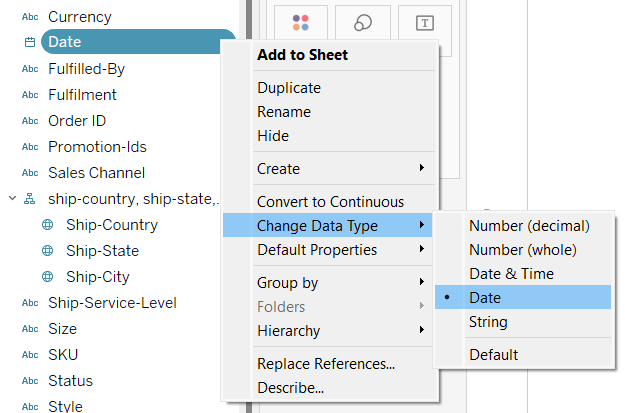 Abc Currency
Date
Abc Fulfilled-By
Abc Fulfilment
Abc Order ID
Abc Promotion-Ids
Abc Sales Channel
ship-country, ship-state,..
Ship-Country
Ship-State
Ship-City
Abc Ship-Service-Level
Abc Size
Abc SKU
Abc Status
Abc Style
T
Add to Sheet
Duplicate
Rename
Hide
Create
Convert to Continuous
Change Data Type
Default Properties
Group by
Folders
Hierarchy
Replace References...
Describe...
Number (decimal)
Number (whole)
Date & Time
Date
String
Default